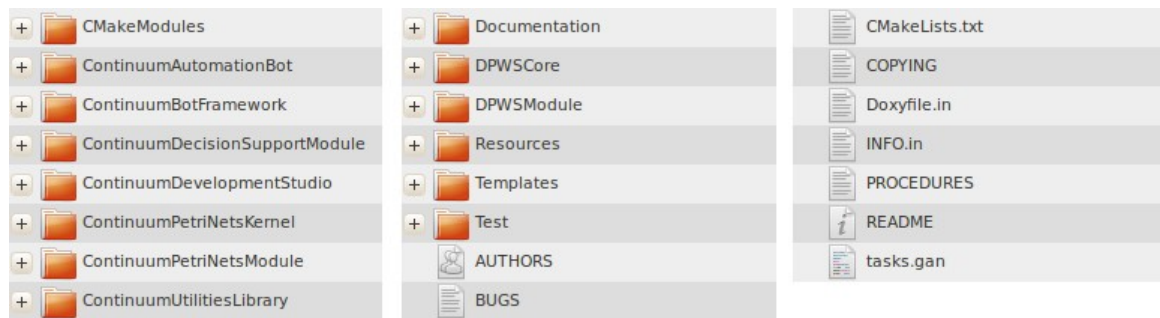 CMakeModules
ContinuumAutomationBot
ContinuumBotFramework
ContinuumDecisionSupportModule
ContinuumDevelopmentStudio
ContinuumPetriNetsKernel
ContinuumPetriNetsModule
ContinuumUtilitiesLibrary
Documentation
DPWSCore
DPWSModule
Resources
Templates
Test
AUTHORS
BUGS
CMakeLists.txt
COPYING
Doxyfile.in
INFO.in
PROCEDURES
README
tasks.gan